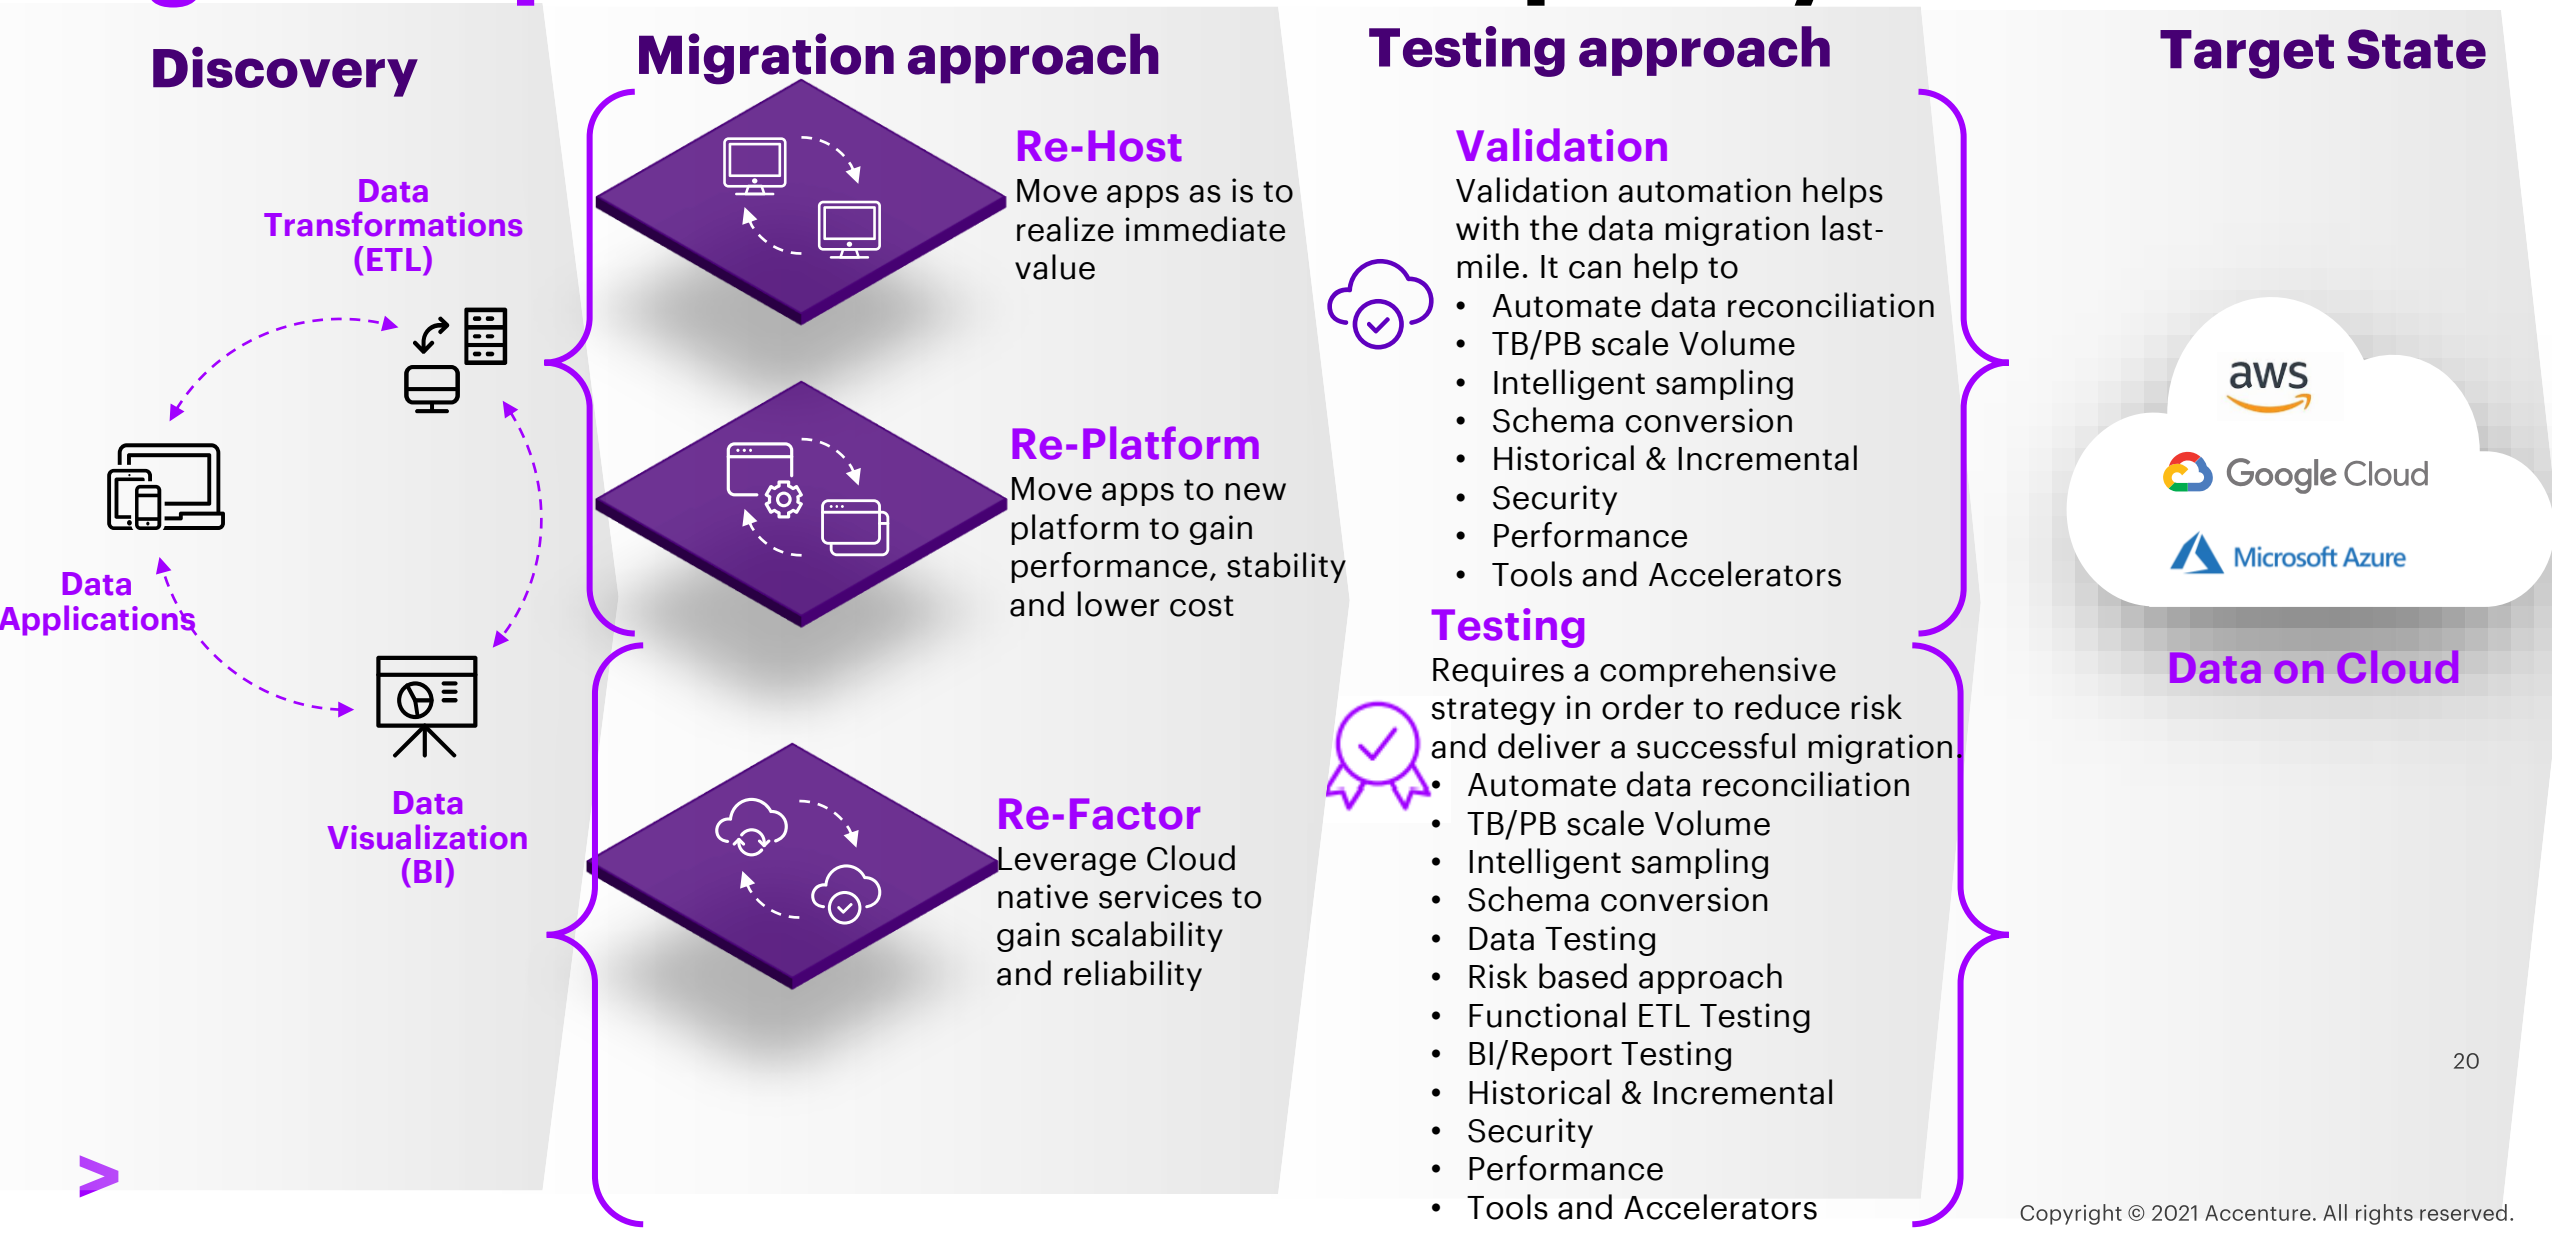 Discovery
Data
Transformations
(ETL)
Data
Applications
Data
Visualization
(BI)
Migration approach
Re-Host
Move apps as is to
realize immediate
value
Re-Platform
Move apps to new
platform to gain
performance, stability
and lower cost
Re-Factor
Leverage Cloud
native services to
gain scalability
and reliability
Testing approach
Validation
Validation automation helps
with the data migration last-
mile. It can help to
• Automate data reconciliation
• TB/PB scale Volume
• Intelligent sampling
• Schema conversion
• Historical & Incremental
• Security
• Performance
• Tools and Accelerators
Testing
Requires a comprehensive
strategy in order to reduce risk
and deliver a successful migration.
• Automate data reconciliation
• TB/PB scale Volume
• Intelligent sampling
• Schema conversion
• Data Testing
• Risk based approach
• Functional ETL Testing
• BI/Report Testing
• Historical & Incremental
• Security
• Performance
• Tools and Accelerators
Target State
aws
Google Cloud
Microsoft Azure
Data on Cloud
20
>
Copyright © 2021 Accenture. All rights reserved.